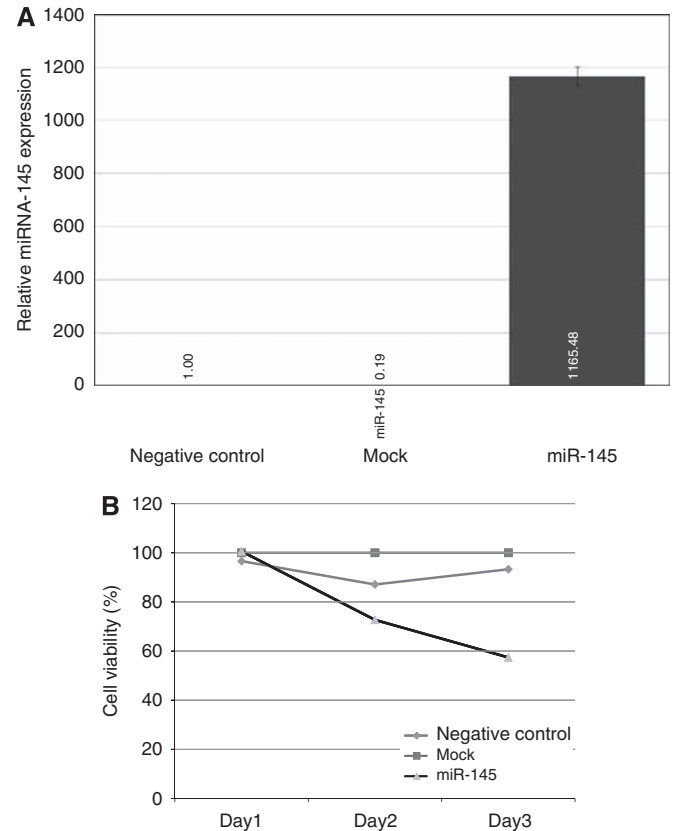 A
Relative miRNA-145 expression
1400
1200
1000
800
600
400
200
0
1.00
miR-145 0.19
1165.48
Negative control
Mock
miR-145
B
Cell viability (%)
120
100
80
60
40
20
0
Negative control
Mock
miR-145
Day1
Day2
Day3